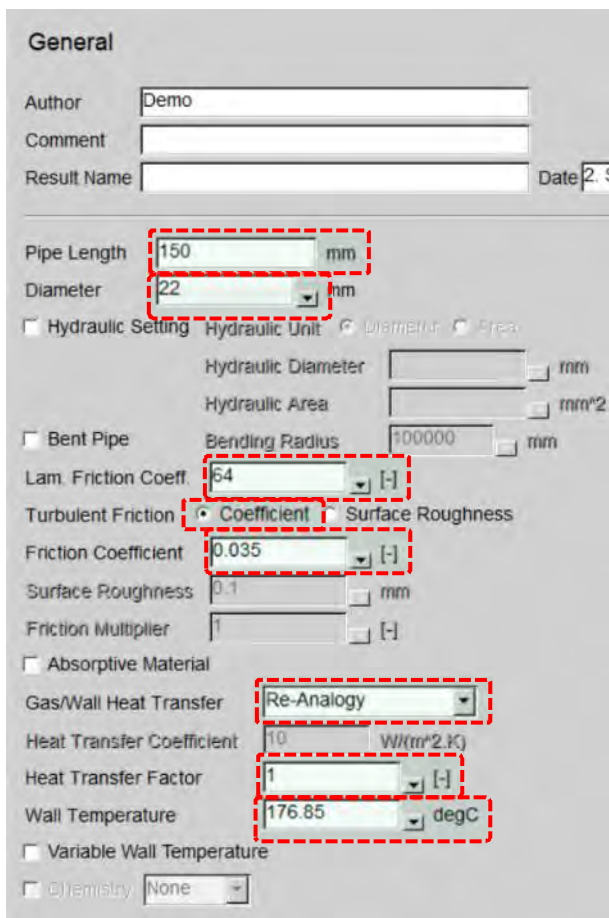 General
Author Demo
Comment
Result Name Date 2. S
Pipe Length 150 mm
Diameter 22 mm
Hydraulic Setting Hydraulic Unit Diameter Area
Hydraulic Diameter mm
Hydraulic Area mm^2
Bent Pipe Bending Radius 100000 mm
Lam. Friction Coeff. 64 [-]
Turbulent Friction Coefficient Surface Roughness
Friction Coefficient 0.035 [-]
Surface Roughness 0.1 mm
Friction Multiplier 1 [-]
Absorptive Material
Gas/Wall Heat Transfer Re-Analogy
Heat Transfer Coefficient 10 W/(m^2.K)
Heat Transfer Factor 1 [-]
Wall Temperature 176.85 degC
Variable Wall Temperature
Chemistry None